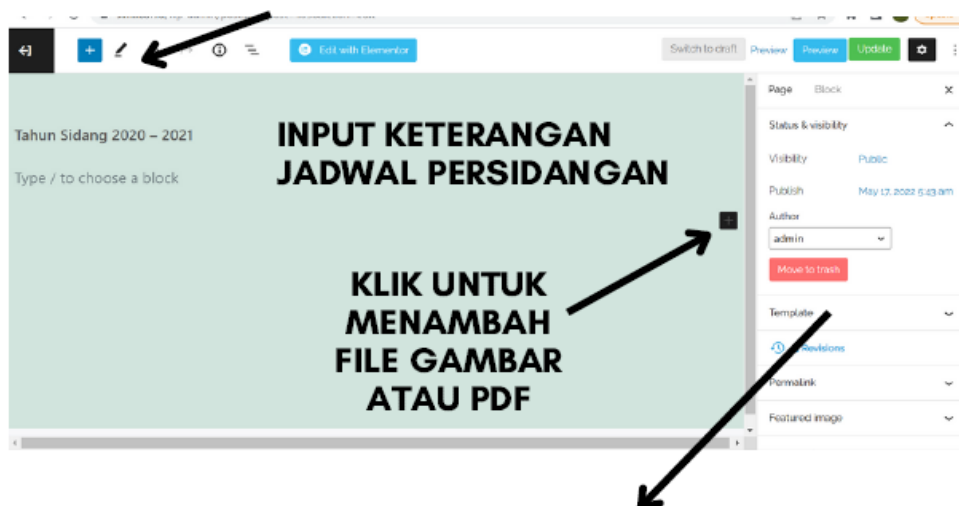 Edit with Elementor
Switch to draft
Preview
Preview
Update
Page Block
Status & visibility
Tahun Sidang 2020 – 2021
INPUT KETERANGAN
JADWAL PERSIDANGAN
Visibility Public
Type / to choose a block
Publish May 17, 2022 5:43 am
Author
admin
Move to trash
KLIK UNTUK
MENAMBAH
FILE GAMBAR
ATAU PDF
Template
Revisions
Permalink
Featured image